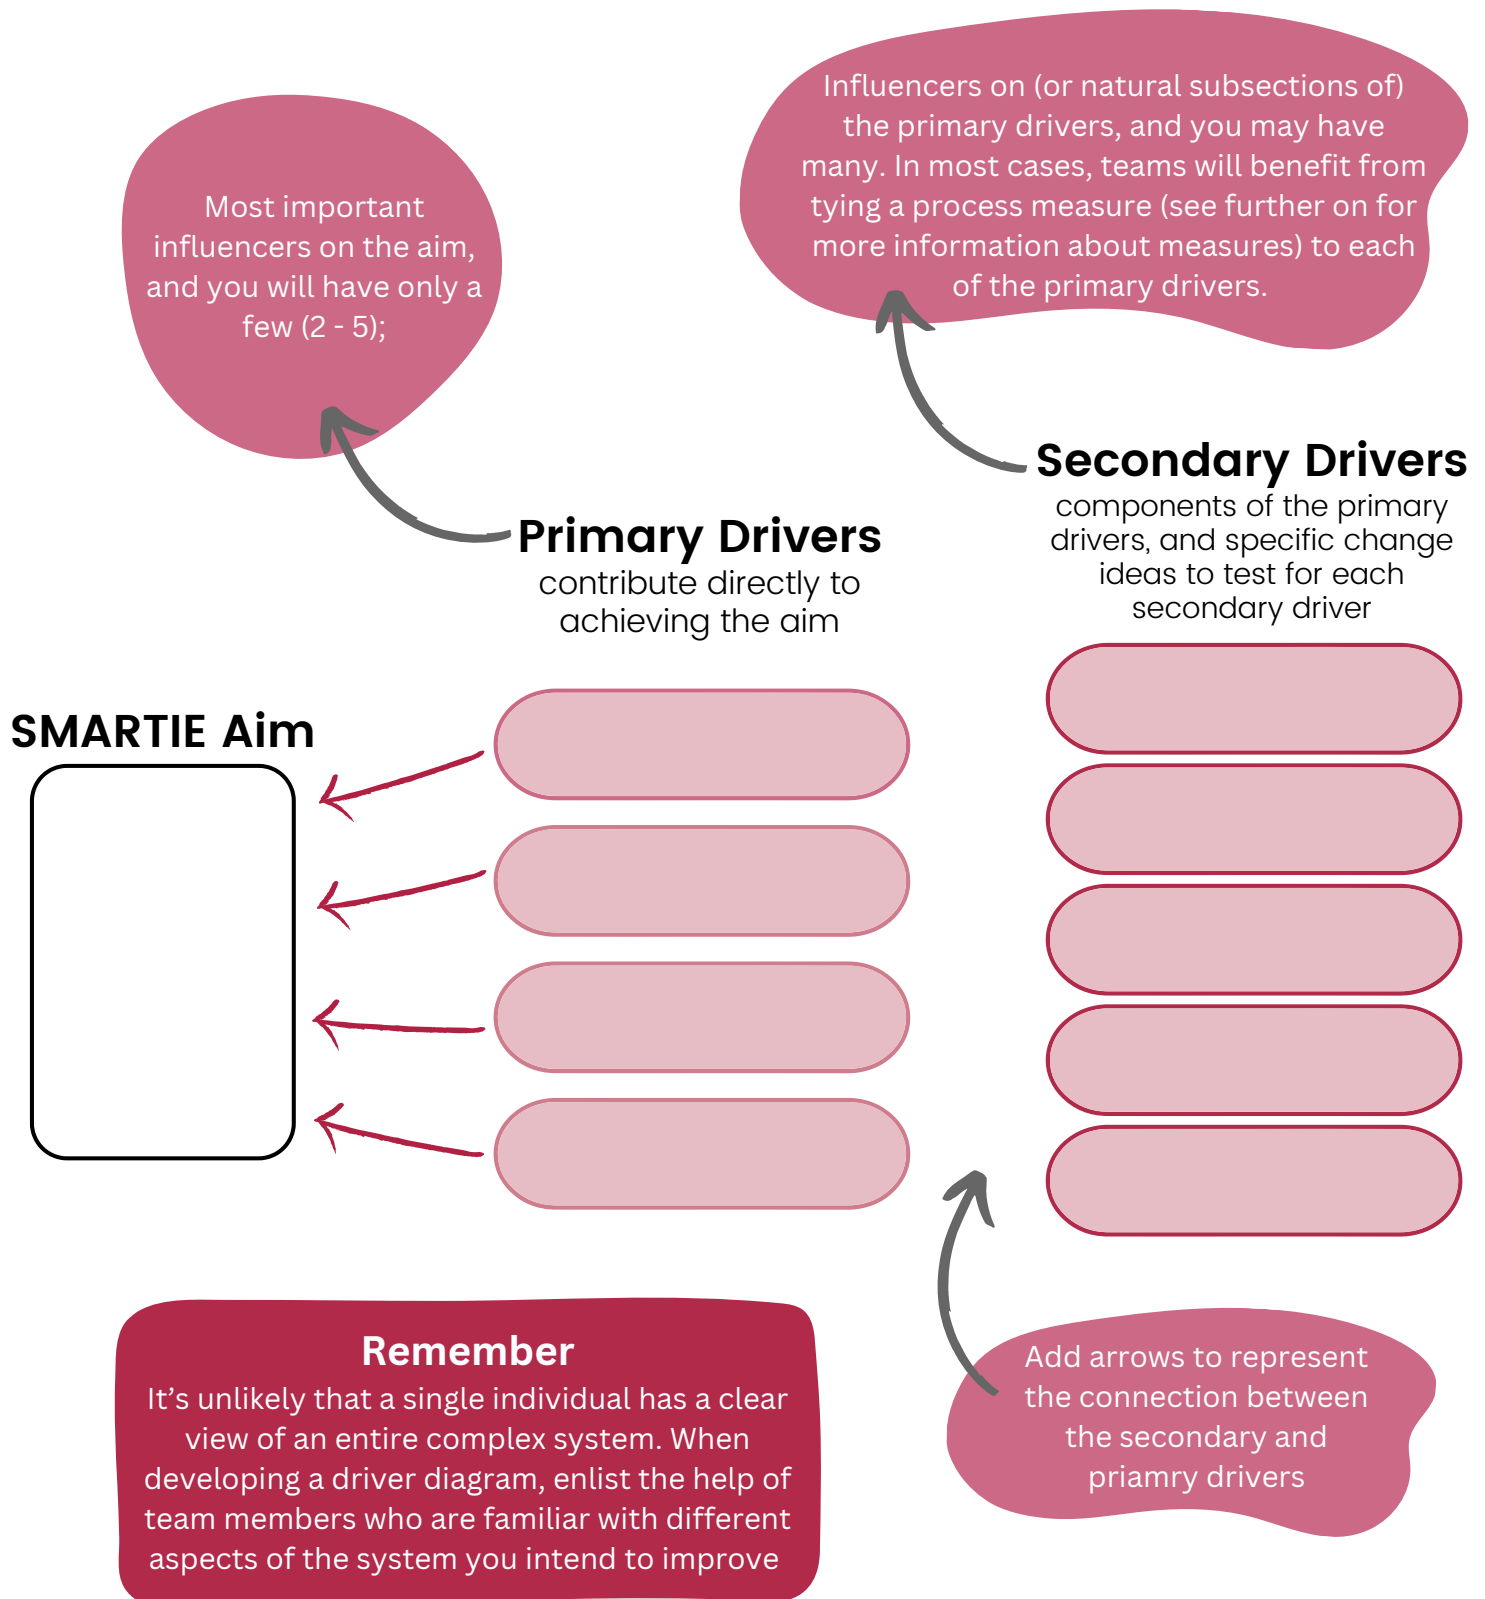 Influencers on (or natural subsections of)
the primary drivers, and you may have
many. In most cases, teams will benefit from
tying a process measure (see further on for
more information about measures) to each
of the primary drivers.
Most important
influencers on the aim,
and you will have only a
few (2 - 5);
Secondary Drivers
components of the primary
drivers, and specific change
ideas to test for each
secondary driver
Primary Drivers
contribute directly to
achieving the aim
SMARTIE Aim
Remember
It’s unlikely that a single individual has a clear
view of an entire complex system. When
developing a driver diagram, enlist the help of
team members who are familiar with different
aspects of the system you intend to improve
Add arrows to represent
the connection between
the secondary and
priamry drivers